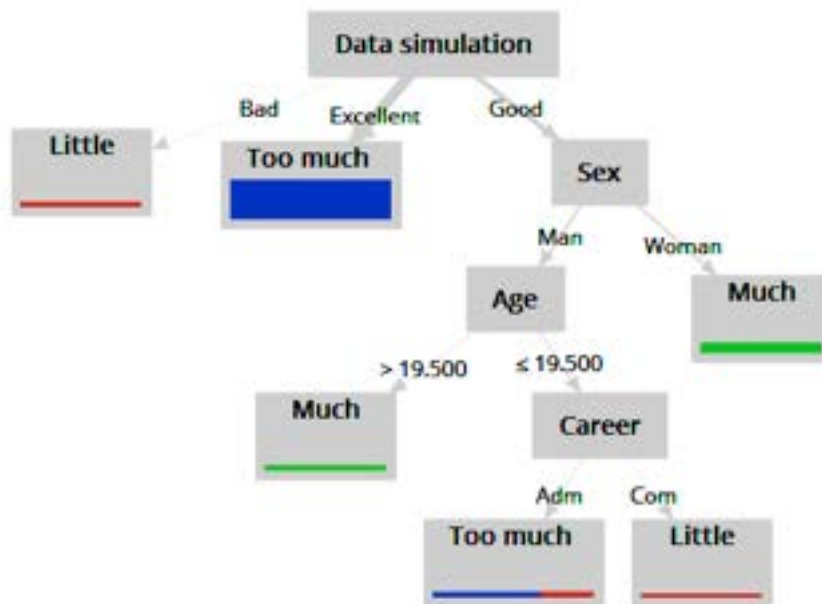 Data simulation
Bad
Excellent
Good
Little
Too much
Sex
Man
Woman
Age
Much
> 19.500
≤ 19.500
Much
Career
Adm
Com
Too much
Little